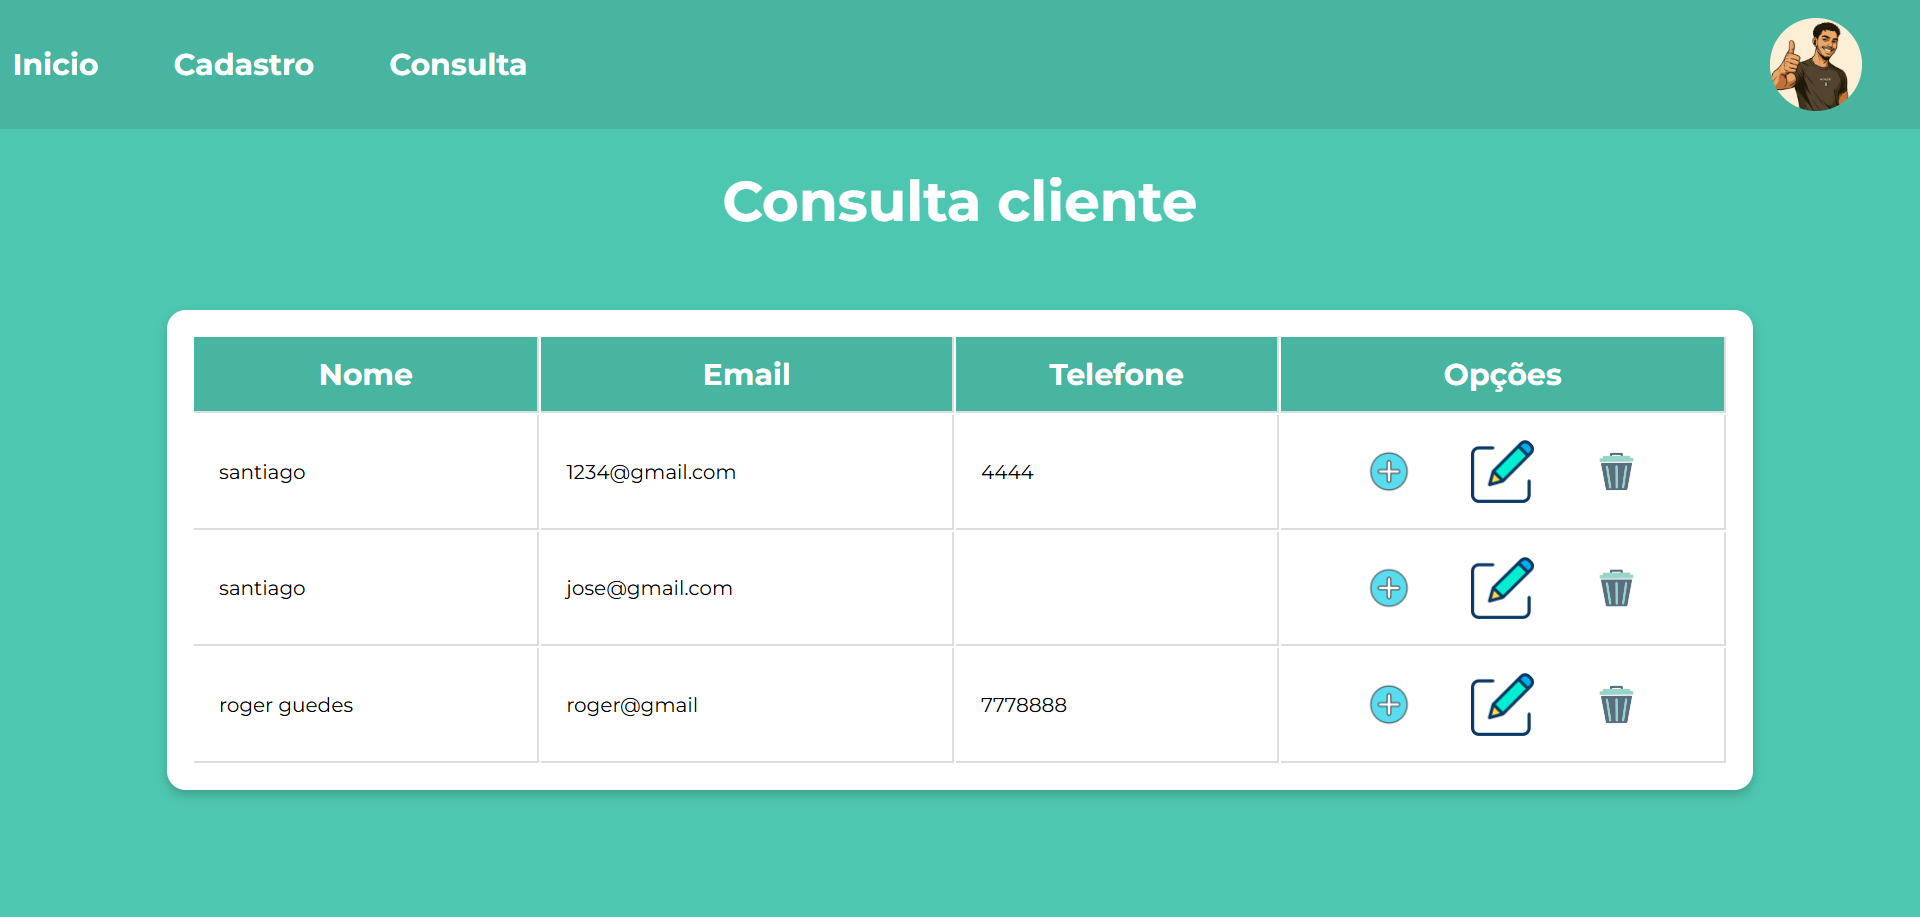 Inicio Cadastro Consulta
Consulta cliente
Nome Email Telefone Opções
santiago 1234@gmail.com 4444
santiago jose@gmail.com
roger guedes roger@gmail 7778888